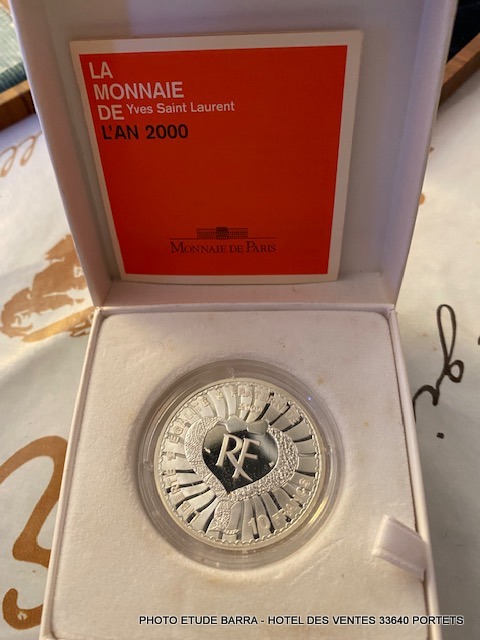 LA
MONNAIE
DE Yves Saint Laurent
L'AN 2000
MONNAIE DE PARIS
RF
PHOTO ETUDE BARRA - HOTEL DES VENTES 33640 PORTETS